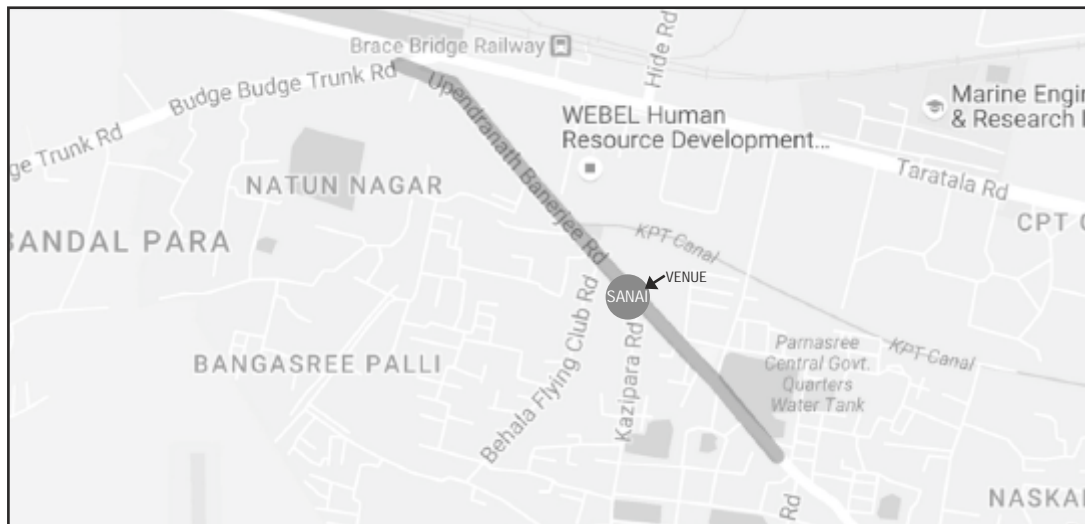 Brace Bridge Railway
Hide Rd
Budge Budge Trunk Rd
ge Trunk Rd
Upendranath Banerjee Rd
WEBEL Human
Resource Development...
Marine Engin
& Research I
Taratala Rd
NATUN NAGAR
BANDAL PARA
CPT
KPT Canal
VENUE
SANAI
Behala Flying Club Rd
Kazipara Rd
BANGASREE PALLI
Parnasree
Central Govt.
Quarters
Water Tank
KPT Canal
NASKA
Rd